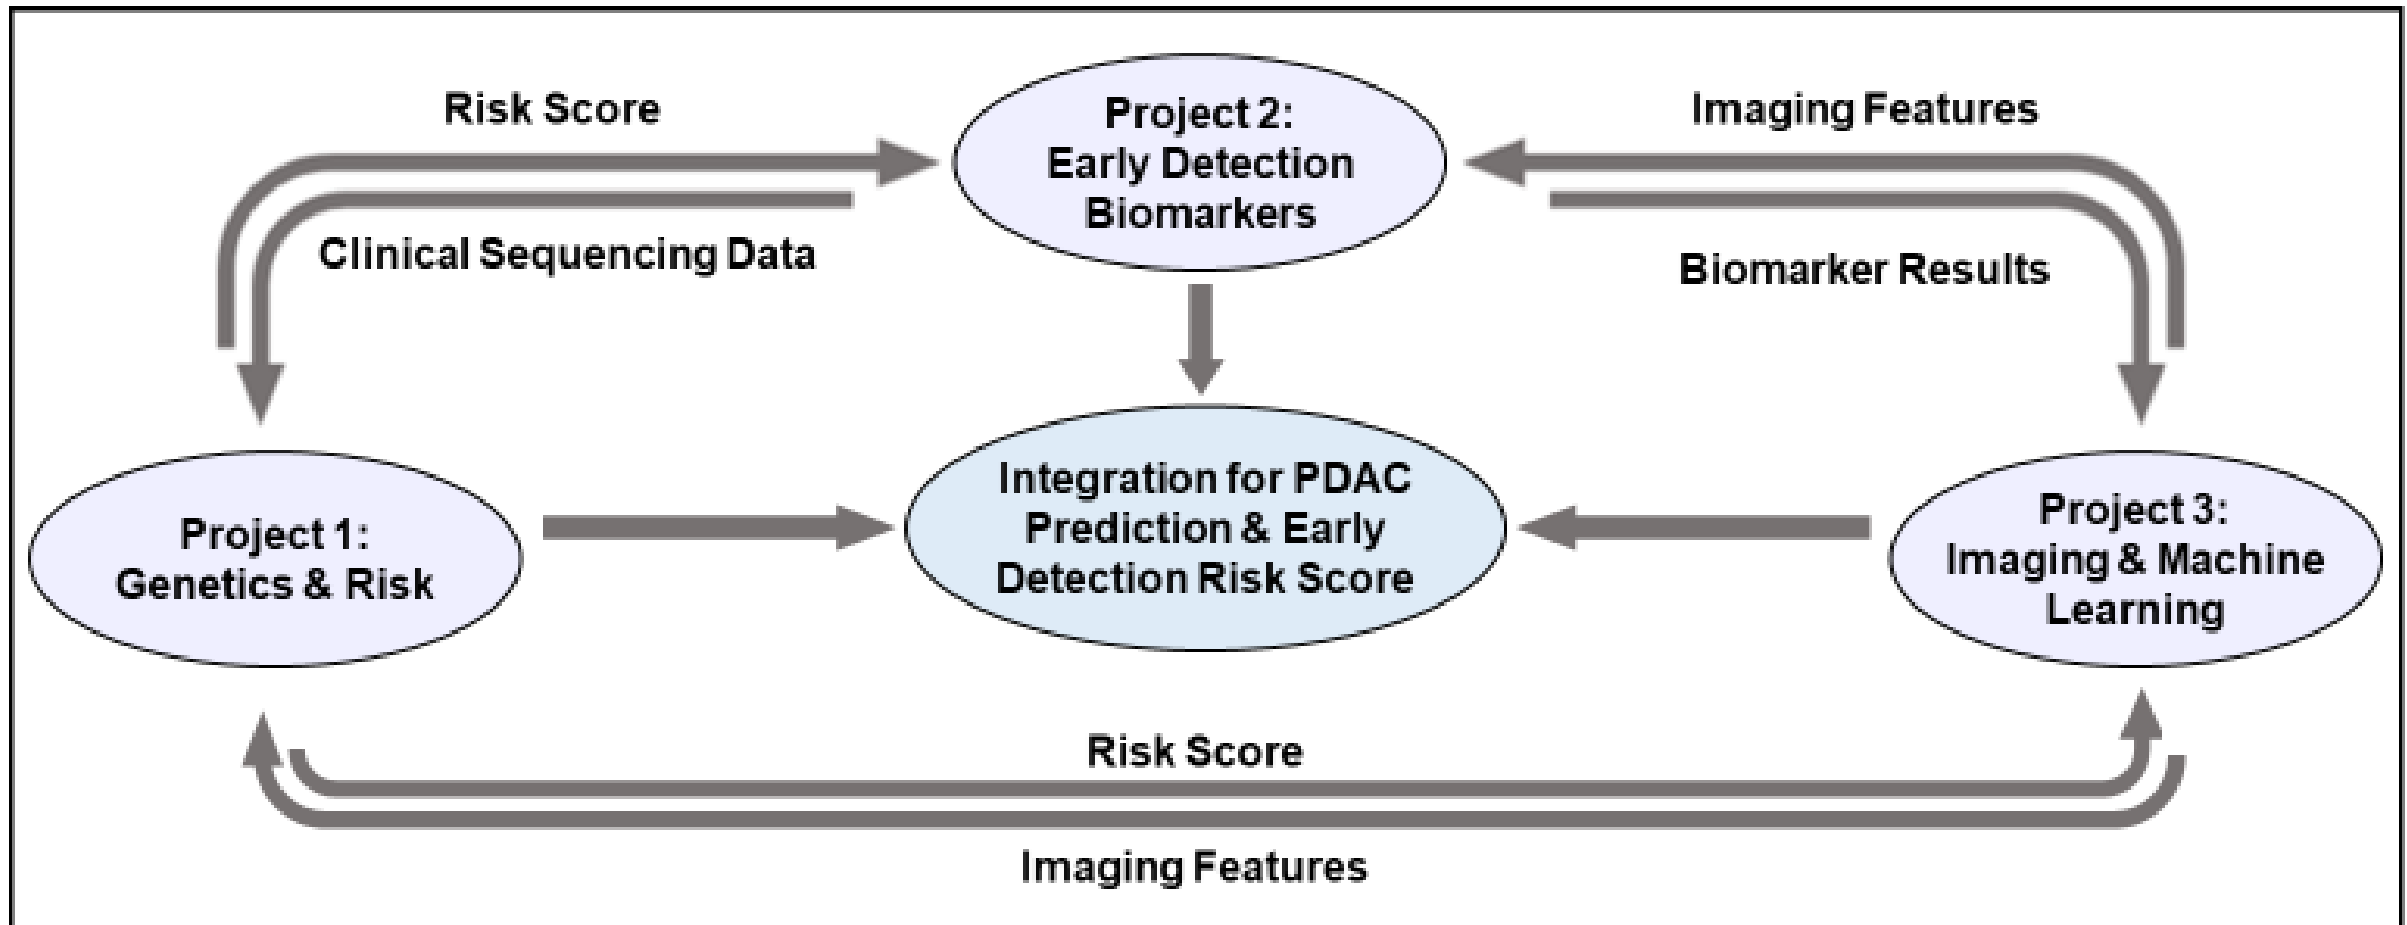 Risk Score
Project 2:
Early Detection
Biomarkers
Imaging Features
Clinical Sequencing Data
Biomarker Results
Project 1:
Genetics & Risk
Integration for PDAC
Prediction & Early
Detection Risk Score
Project 3:
Imaging & Machine
Learning
Risk Score
Imaging Features